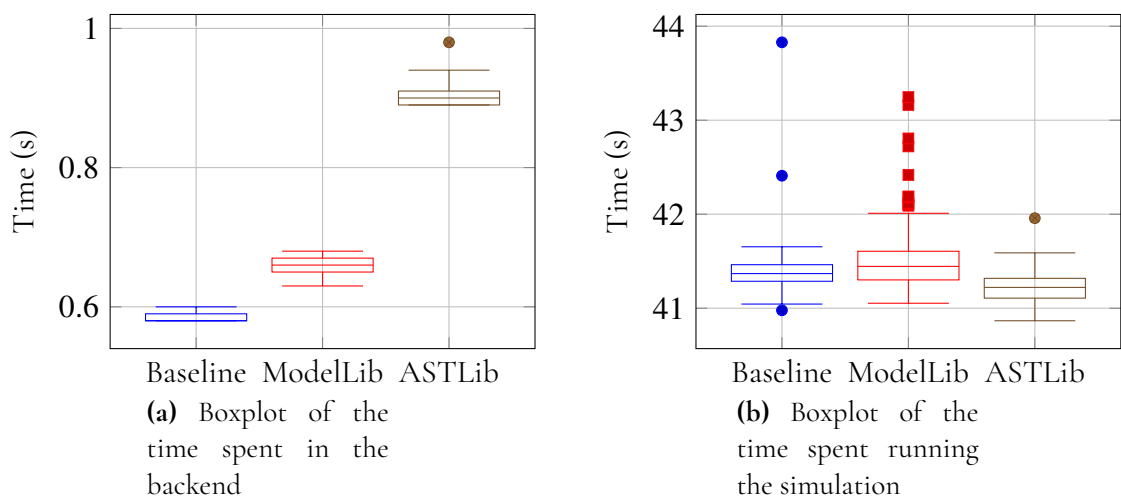 Time (s)
1
0.8
0.6
Baseline ModelLib ASTLib
(a) Boxplot of the
time spent in the
backend
Time (s)
44
43
42
41
Baseline ModelLib ASTLib
(b) Boxplot of the
time spent running
the simulation